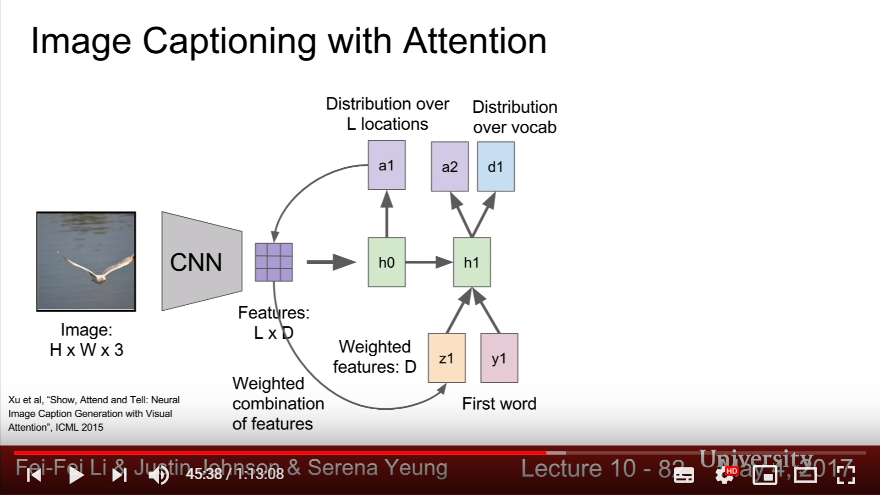 Image Captioning with Attention
Distribution over
L locations
Distribution
over vocab
a1
a2
d1
CNN
h0
h1
Features:
L x D
Image:
H x W x 3
Weighted
features: D
z1
y1
Weighted
combination
of features
First word
Xu et al, “Show, Attend and Tell: Neural
Image Caption Generation with Visual
Attention”, ICML 2015
University
Fei-Fei Li & Justin Johnson & Serena Yeung
45:38 / 1:13:08
Lecture 10 -
HD
4, 2017